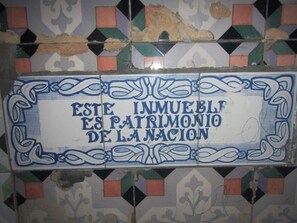 ESTE INMUEBLE
ES PATRIMONIO
DE LA NACION